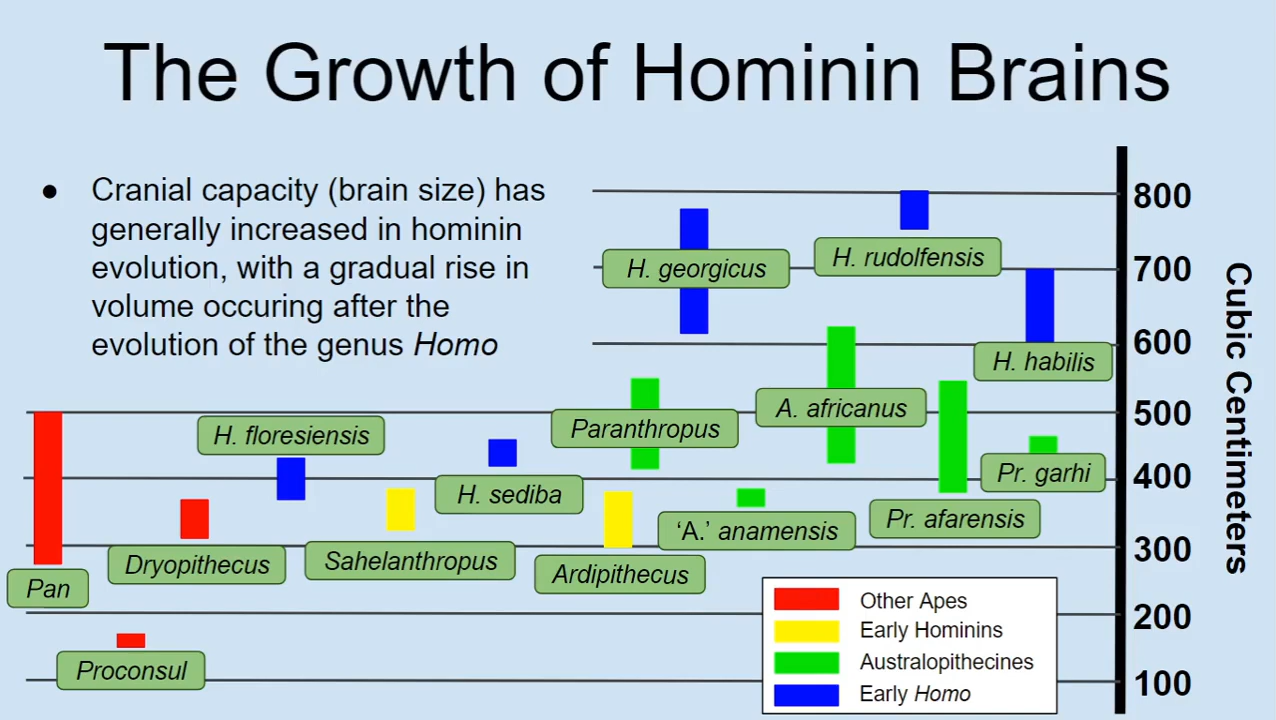 The Growth of Hominin Brains
● Cranial capacity (brain size) has
generally increased in hominin
evolution, with a gradual rise in
volume occuring after the
evolution of the genus Homo
800
H. georgicus
H. rudolfensis
700
600
H. habilis
Cubic Centimeters
500
H. floresiensis
Paranthropus
A. africanus
400
H. sediba
Pr. garhi
Pr. afarensis
Dryopithecus
Sahelanthropus
Ardipithecus
‘A.’ anamensis
300
Pan
Other Apes
Early Hominins
Australopithecines
Early Homo
200
Proconsul
100